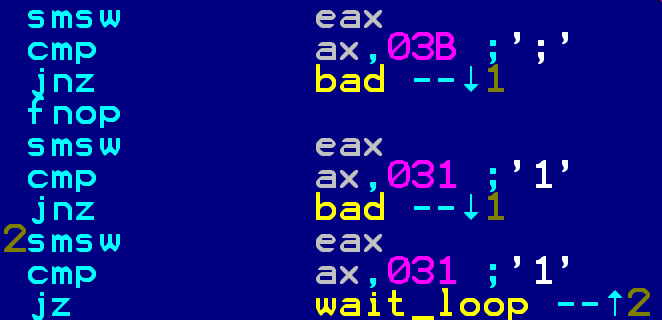 smsw eax
cmp ax,03B ;';'
jnz bad --↓1
fnop
smsw eax
cmp ax,031 ;'1'
jnz bad --↓1
2smsw eax
cmp ax,031 ;'1'
jz wait_loop --↑2